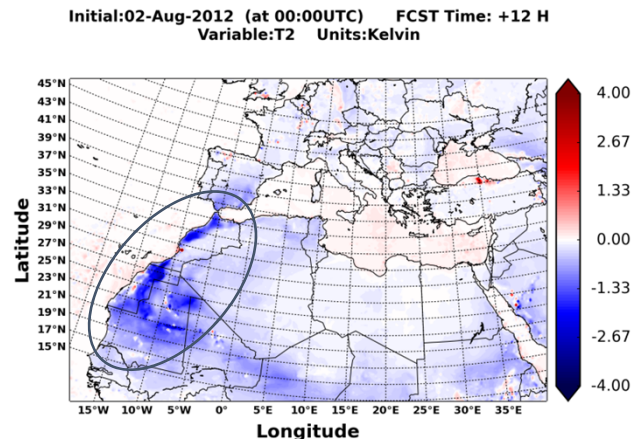 Initial:02-Aug-2012 (at 00:00UTC) FCST Time: +12 H
Variable:T2 Units:Kelvin
45°N
43°N
41°N
39°N
37°N
35°N
33°N
31°N
29°N
27°N
25°N
23°N
21°N
19°N
17°N
15°N
Latitude
15°W 10°W 5°W 0° 5°E 10°E 15°E 20°E 25°E 30°E 35°E
Longitude
4.00
2.67
1.33
0.00
-1.33
-2.67
-4.00